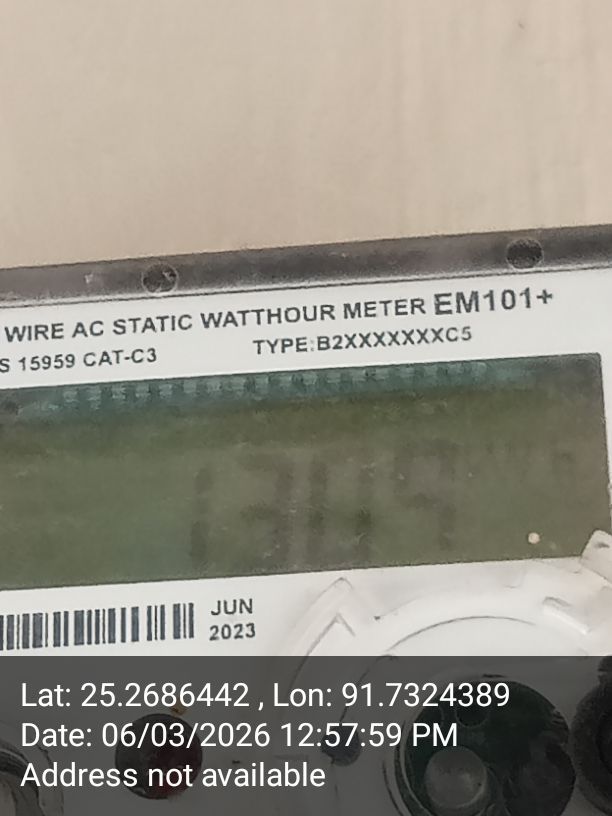 WIRE AC STATIC WATTHOUR METER EM101+
S 15959 CAT-C3
TYPE:B2XXXXXXXC5
JUN
2023
Lat: 25.2686442 , Lon: 91.7324389
Date: 06/03/2026 12:57:59 PM
Address not available